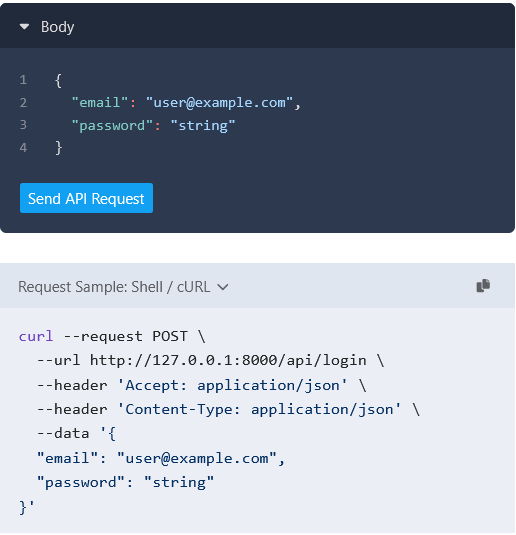 Body
1 {
2 "email": "user@example.com",
3 "password": "string"
4 }
Send API Request
Request Sample: Shell / cURL
curl --request POST \
--url http://127.0.0.1:8000/api/login \
--header 'Accept: application/json' \
--header 'Content-Type: application/json' \
--data '{
"email": "user@example.com",
"password": "string"
}'